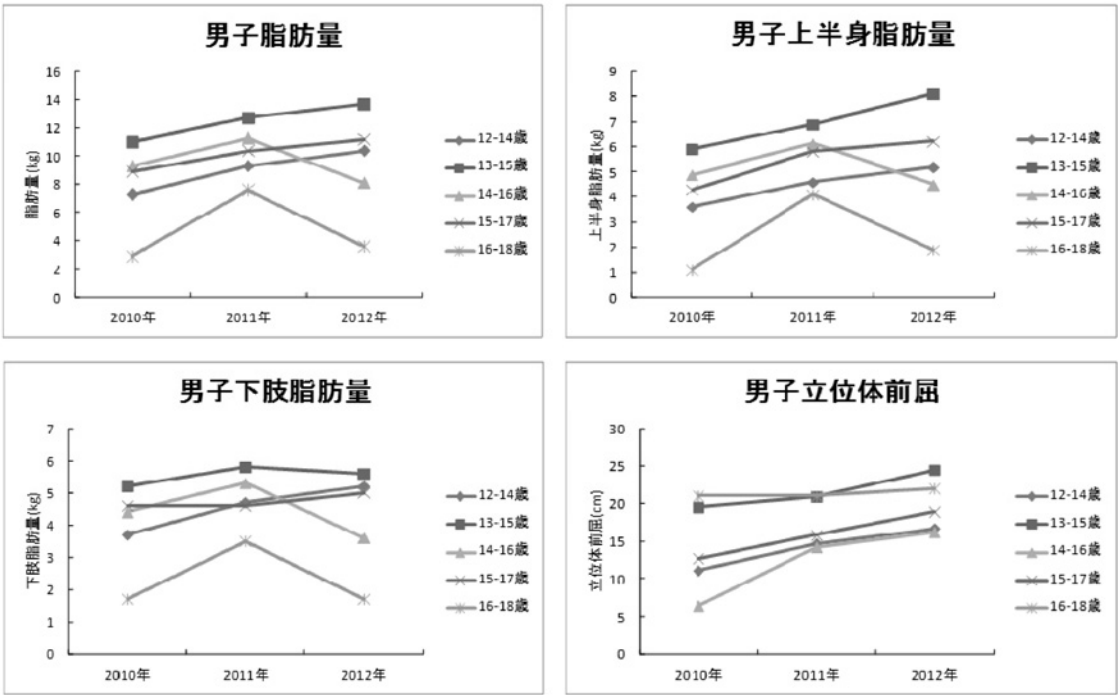 男子脂肪量
脂肪量(kg)
16
14
12
10
8
6
4
2
0
2010年
2011年
2012年
12-14歳
13-15歳
14-16歳
15-17歳
16-18歳
男子上半身脂肪量
上半身脂肪量(kg)
9
8
7
6
5
4
3
2
1
0
2010年
2011年
2012年
12-14歳
13-15歳
14-16歳
15-17歳
16-18歳
男子下肢脂肪量
下肢脂肪量(kg)
7
6
5
4
3
2
1
0
2010年
2011年
2012年
12-14歳
13-15歳
14-16歳
15-17歳
16-18歳
男子立位体前屈
立位体前屈(cm)
30
25
20
15
10
5
0
2010年
2011年
2012年
12-14歳
13-15歳
14-16歳
15-17歳
16-18歳